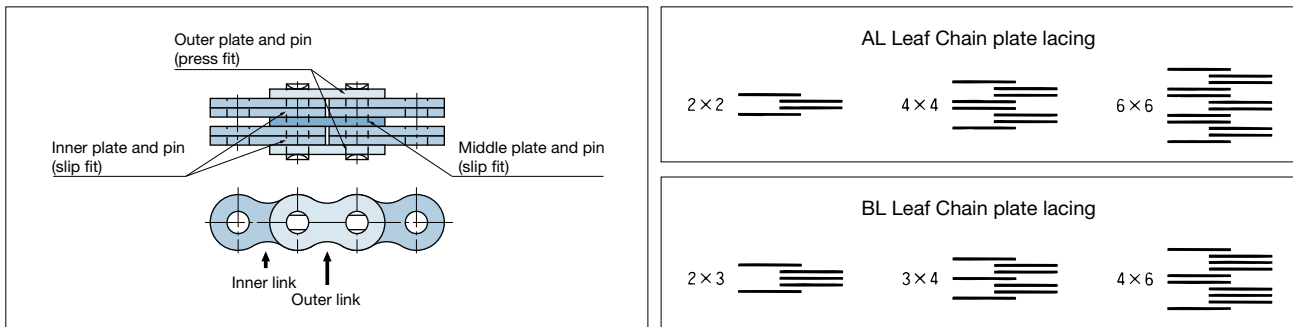 Outer plate and pin
(press fit)
Inner plate and pin
(slip fit)
Middle plate and pin
(slip fit)
Inner link
Outer link
AL Leaf Chain plate lacing
2×2
4×4
6×6
BL Leaf Chain plate lacing
2×3
3×4
4×6